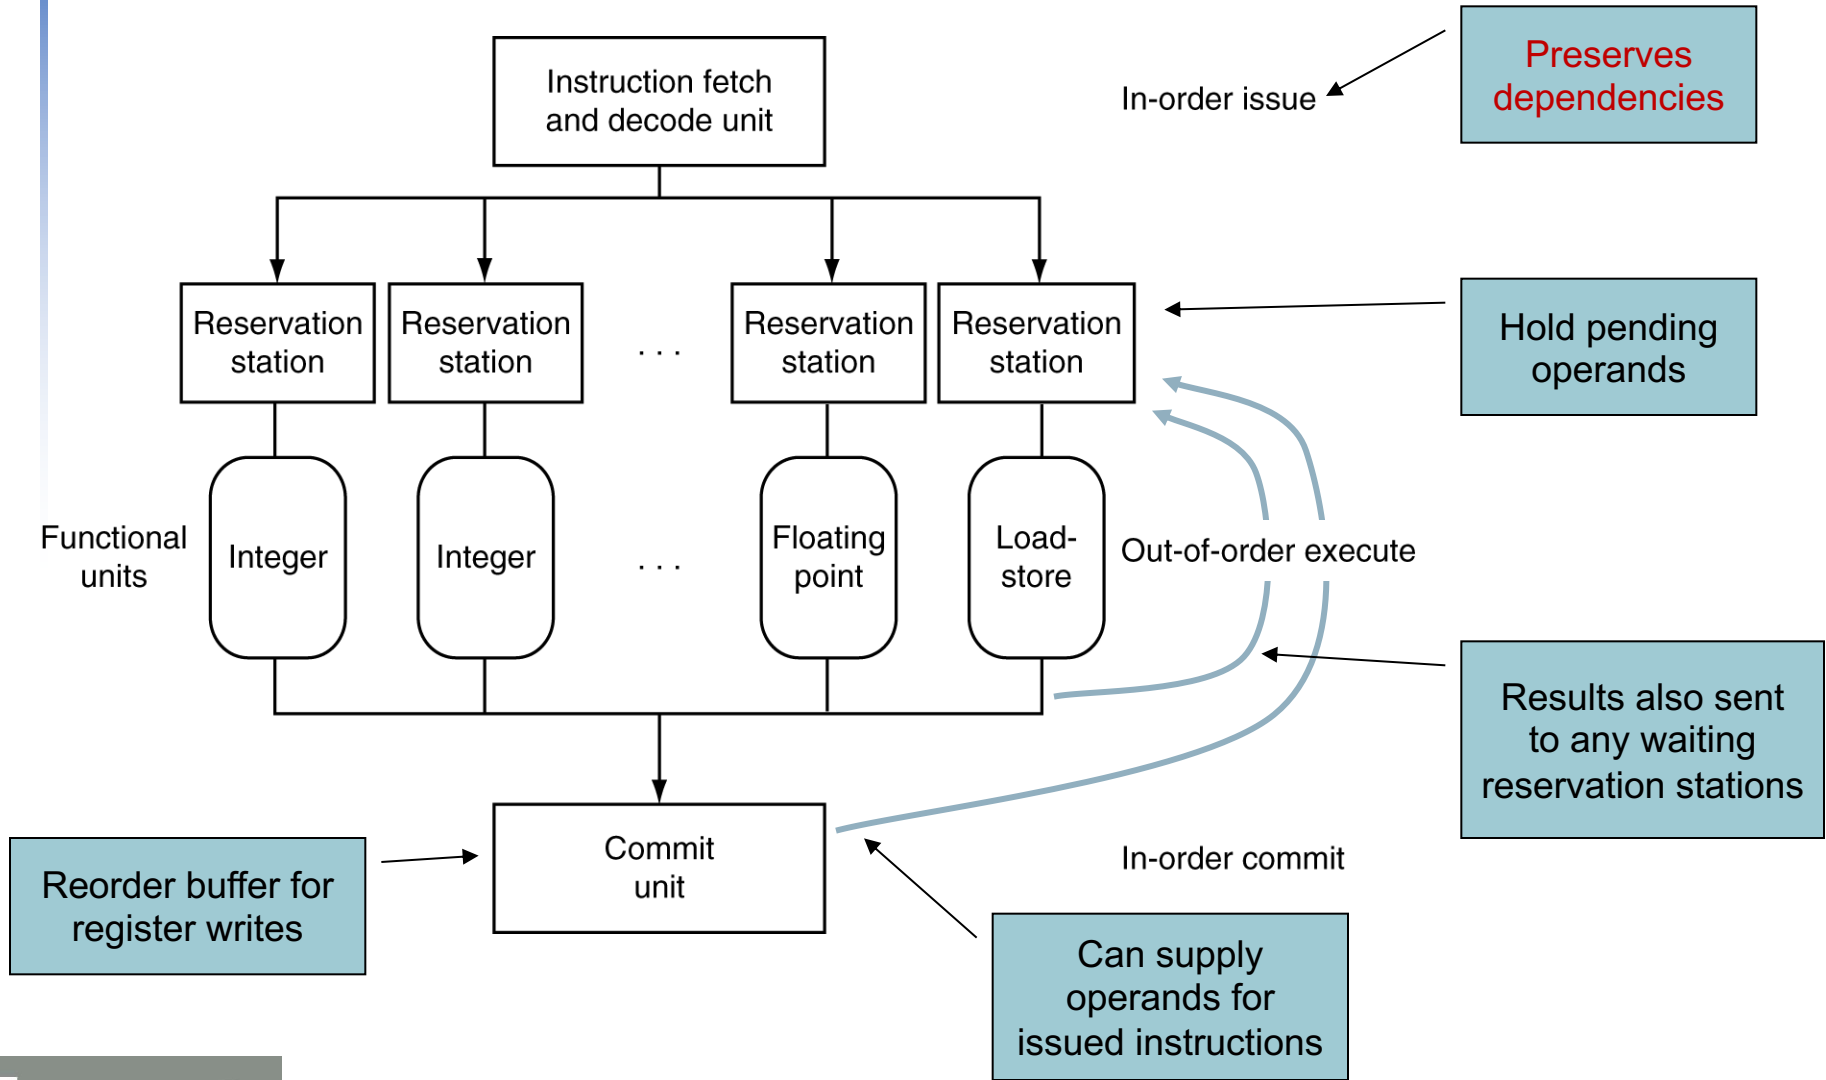 Instruction fetch
and decode unit
In-order issue
Preserves
dependencies
Reservation
station
Reservation
station
. . .
Reservation
station
Reservation
station
Hold pending
operands
Functional
units
Integer
Integer
. . .
Floating
point
Load-
store
Out-of-order execute
Results also sent
to any waiting
reservation stations
Commit
unit
In-order commit
Reorder buffer for
register writes
Can supply
operands for
issued instructions